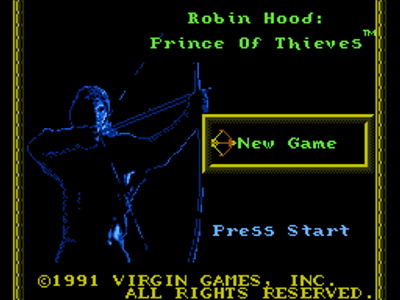 Robin Hood:
Prince Of Thieves™
New Game
Press Start
©1991 VIRGIN GAMES, INC.
ALL RIGHTS RESERVED.